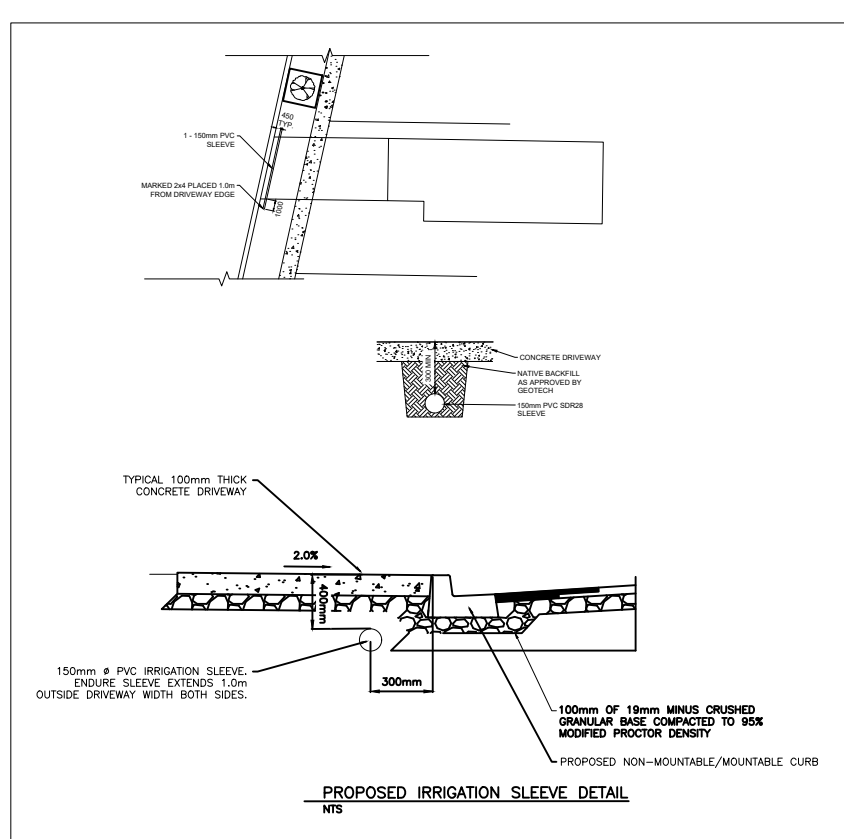 450
TYP.
1 - 150mm PVC
SLEEVE
MARKED 2x4 PLACED 1.0m
FROM DRIVEWAY EDGE
1000
CONCRETE DRIVEWAY
300 MIN
NATIVE BACKFILL
AS APPROVED BY
GEOTECH
150mm PVC SDR28
SLEEVE
TYPICAL 100mm THICK
CONCRETE DRIVEWAY
2.0%
400mm
150mm ø PVC IRRIGATION SLEEVE.
ENDURE SLEEVE EXTENDS 1.0m
OUTSIDE DRIVEWAY WIDTH BOTH SIDES.
300mm
100mm OF 19mm MINUS CRUSHED
GRANULAR BASE COMPACTED TO 95%
MODIFIED PROCTOR DENSITY
PROPOSED NON-MOUNTABLE/MOUNTABLE CURB
PROPOSED IRRIGATION SLEEVE DETAIL
NTS